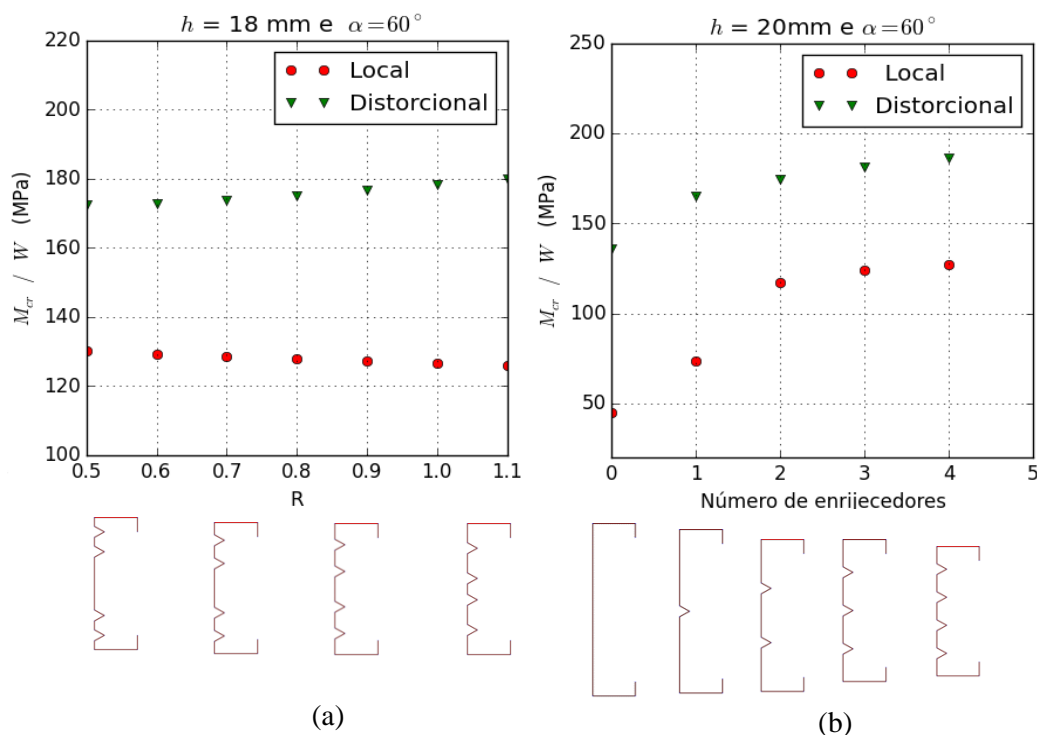 h = 18 mm e α=60°
220
200
180
160
140
120
100
M_cr / W (MPa)
Local
Distorcional
0.5 0.6 0.7 0.8 0.9 1.0 1.1
R
(a)
h = 20mm e α=60°
250
200
150
100
50
M_cr / W (MPa)
Local
Distorcional
0 1 2 3 4 5
Número de enrijecedores
(b)